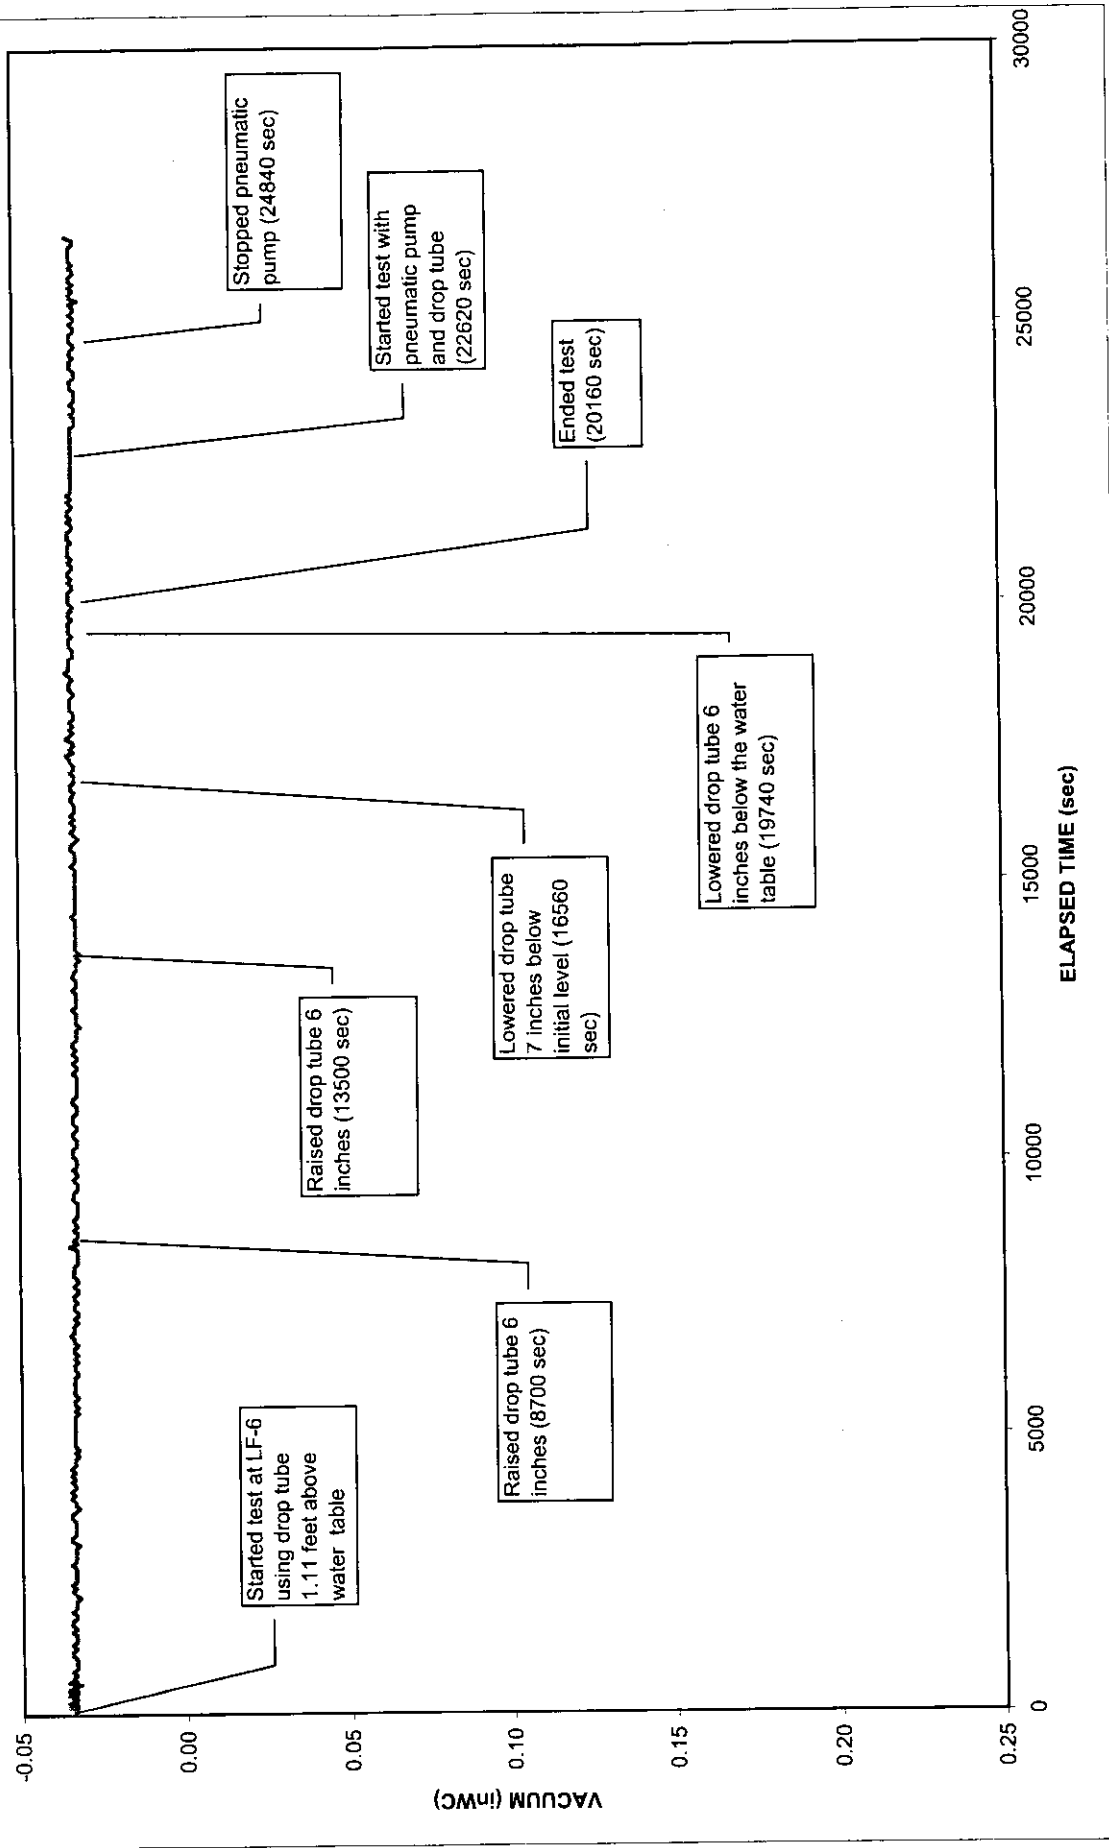 -0.05
0.00
0.05
0.10
0.15
0.20
0.25
VACUUM (inWC)
Started test at LF-6
using drop tube
1.11 feet above
water table
Raised drop tube 6
inches (8700 sec)
Raised drop tube 6
inches (13500 sec)
Lowered drop tube
7 inches below
initial level (16560
sec)
Lowered drop tube 6
inches below the water
table (19740 sec)
Ended test
(20160 sec)
Started test with
pneumatic pump
and drop tube
(22620 sec)
Stopped pneumatic
pump (24840 sec)
0
5000
10000
15000
20000
25000
30000
ELAPSED TIME (sec)